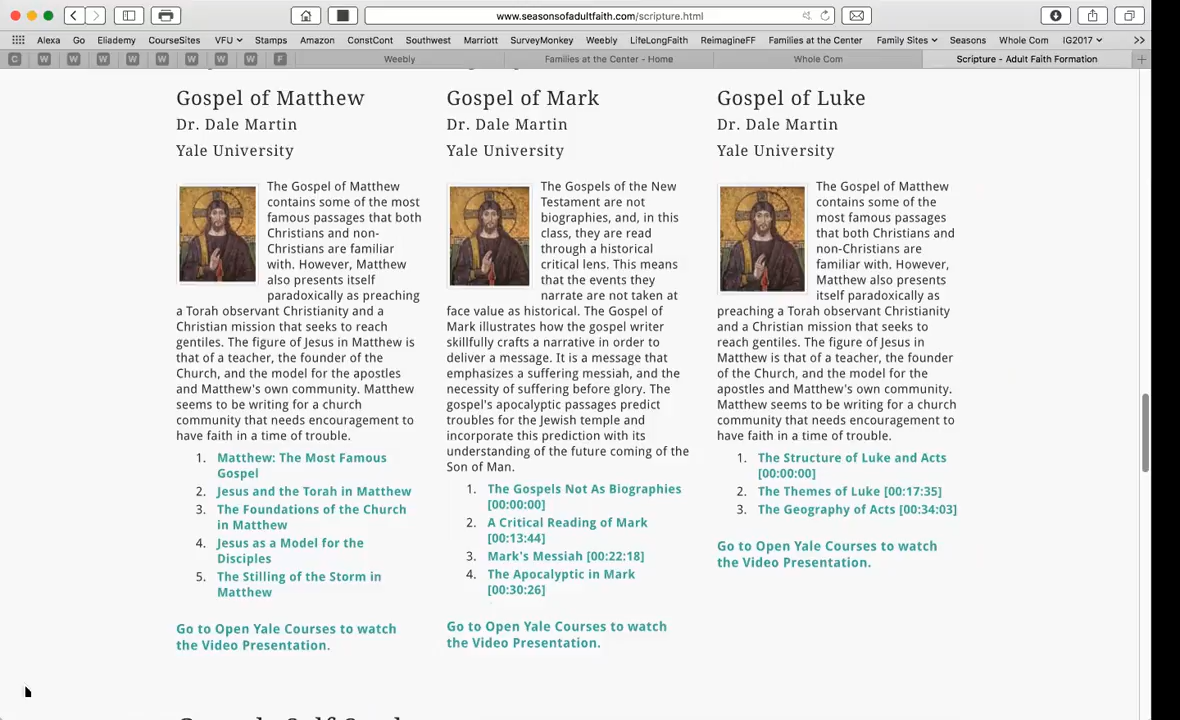 www.seasonsofadultfaith.com/scripture.html
Alexa Go Eliademy CourseSites VFU Stamps Amazon ConstCont Southwest Marriott SurveyMonkey Weebly LifeLongFaith ReimagineFF Families at the Center Family Sites Seasons Whole Com IG2017
C W W W W W W W W F Weebly Families at the Center - Home Whole Com Scripture - Adult Faith Formation
Gospel of Matthew
Dr. Dale Martin
Yale University
The Gospel of Matthew
contains some of the most
famous passages that both
Christians and non-
Christians are familiar
with. However, Matthew
also presents itself
paradoxically as preaching
a Torah observant Christianity and a
Christian mission that seeks to reach
gentiles. The figure of Jesus in Matthew is
that of a teacher, the founder of the
Church, and the model for the apostles
and Matthew's own community. Matthew
seems to be writing for a church
community that needs encouragement to
have faith in a time of trouble.
1. Matthew: The Most Famous
Gospel
2. Jesus and the Torah in Matthew
3. The Foundations of the Church
in Matthew
4. Jesus as a Model for the
Disciples
5. The Stilling of the Storm in
Matthew
Go to Open Yale Courses to watch
the Video Presentation.
Gospel of Mark
Dr. Dale Martin
Yale University
The Gospels of the New
Testament are not
biographies, and, in this
class, they are read
through a historical
critical lens. This means
that the events they
narrate are not taken at
face value as historical. The Gospel of
Mark illustrates how the gospel writer
skillfully crafts a narrative in order to
deliver a message. It is a message that
emphasizes a suffering messiah, and the
necessity of suffering before glory. The
gospel's apocalyptic passages predict
troubles for the Jewish temple and
incorporate this prediction with its
understanding of the future coming of the
Son of Man.
1. The Gospels Not As Biographies
[00:00:00]
2. A Critical Reading of Mark
[00:13:44]
3. Mark's Messiah [00:22:18]
4. The Apocalyptic in Mark
[00:30:26]
Go to Open Yale Courses to watch
the Video Presentation.
Gospel of Luke
Dr. Dale Martin
Yale University
The Gospel of Matthew
contains some of the
most famous passages
that both Christians and
non-Christians are
familiar with. However,
Matthew also presents
itself paradoxically as
preaching a Torah observant Christianity
and a Christian mission that seeks to reach
gentiles. The figure of Jesus in
Matthew is that of a teacher, the founder
of the Church, and the model for the
apostles and Matthew's own community.
Matthew seems to be writing for a church
community that needs encouragement to
have faith in a time of trouble.
1. The Structure of Luke and Acts
[00:00:00]
2. The Themes of Luke [00:17:35]
3. The Geography of Acts [00:34:03]
Go to Open Yale Courses to watch
the Video Presentation.